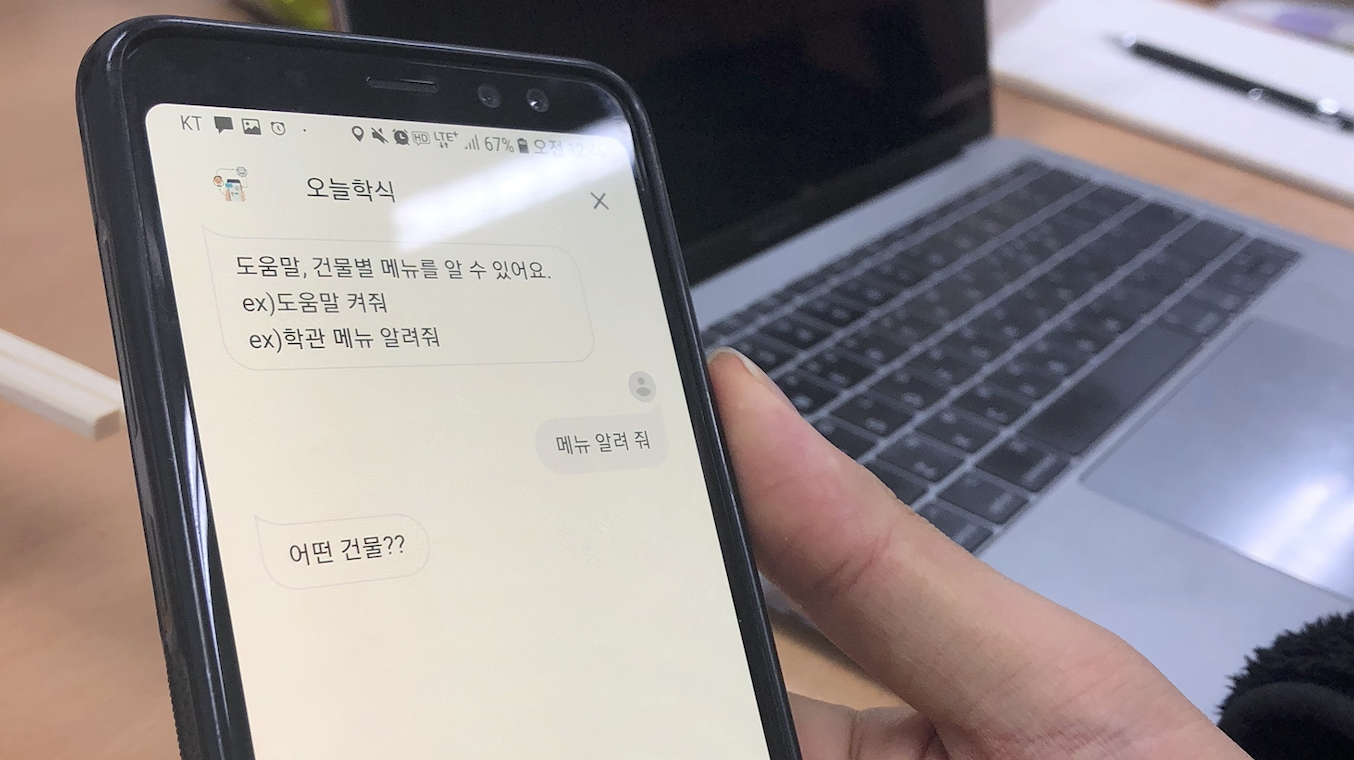 KT HD LTE+ 67% 오전
오늘학식
도움말, 건물별 메뉴를 알 수 있어요.
ex)도움말 켜줘
ex)학관 메뉴 알려줘
메뉴 알려 줘
어떤 건물??